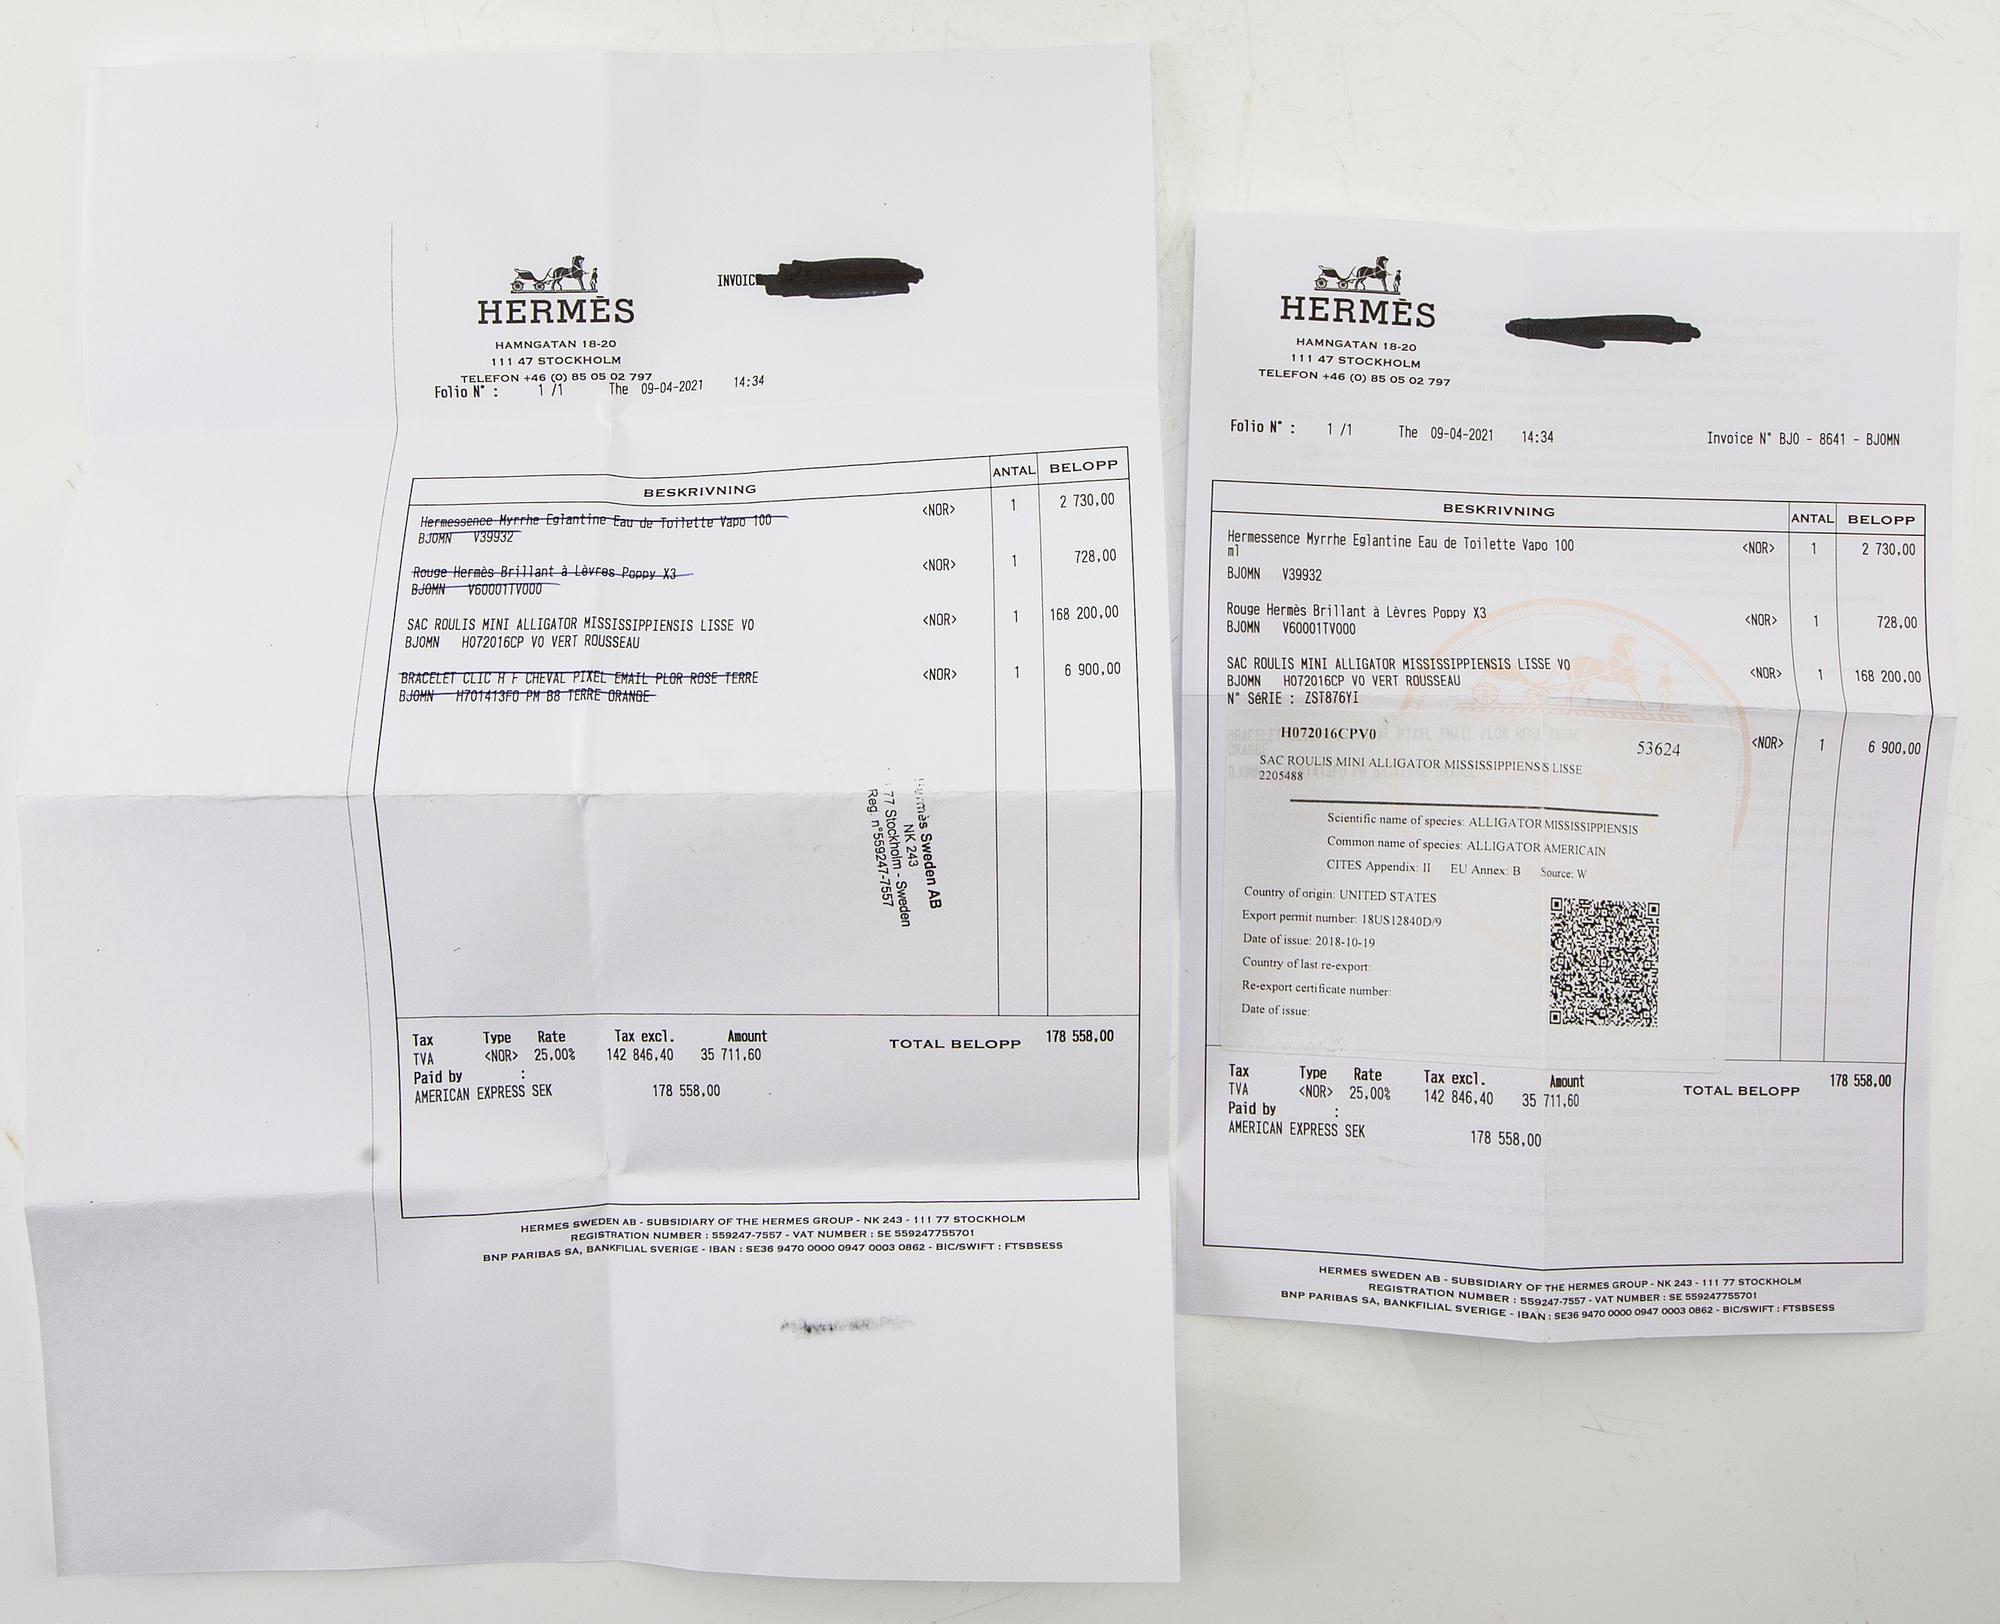 HERMÈS
HAMNGATAN 18-20
111 47 STOCKHOLM
TELEFON +46 (0) 85 05 02 797
INVOICE
Folio N° : 1 /1 The 09-04-2021 14:34
BESKRIVNING ANTAL BELOPP
Hermessence Myrrhe Eglantine Eau de Toilette Vapo 100 <NOR> 1 2 730,00
BJOMN V39932
Rouge Hermès Brillant à Lèvres Poppy X3 <NOR> 1 728,00
BJOMN V60001TV000
SAC ROULIS MINI ALLIGATOR MISSISSIPPIENSIS LISSE VO <NOR> 1 168 200,00
BJOMN H072016CP VO VERT ROUSSEAU
BRACELET CLIC H F CHEVAL PIXEL EMAIL PLOR ROSE TERRE <NOR> 1 6 900,00
BJOMN H701413FO PM B8 TERRE ORANGE
Hermès Sweden AB
NK 243
77 Stockholm - Sweden
Reg. n°559247-7557
Tax Type Rate Tax excl. Amount
TVA <NOR> 25,00% 142 846,40 35 711,60
TOTAL BELOPP 178 558,00
Paid by :
AMERICAN EXPRESS SEK 178 558,00
HERMES SWEDEN AB - SUBSIDIARY OF THE HERMES GROUP - NK 243 - 111 77 STOCKHOLM
REGISTRATION NUMBER : 559247-7557 - VAT NUMBER : SE 559247755701
BNP PARIBAS SA, BANKFILIAL SVERIGE - IBAN : SE36 9470 0000 0947 0003 0862 - BIC/SWIFT : FTSBSESS
HERMÈS
HAMNGATAN 18-20
111 47 STOCKHOLM
TELEFON +46 (0) 85 05 02 797
Folio N° : 1 /1 The 09-04-2021 14:34 Invoice N° BJO - 8641 - BJOMN
BESKRIVNING ANTAL BELOPP
Hermessence Myrrhe Eglantine Eau de Toilette Vapo 100 <NOR> 1 2 730,00
ml
BJOMN V39932
Rouge Hermès Brillant à Lèvres Poppy X3 <NOR> 1 728,00
BJOMN V60001TV000
SAC ROULIS MINI ALLIGATOR MISSISSIPPIENSIS LISSE VO <NOR> 1 168 200,00
BJOMN H072016CP VO VERT ROUSSEAU
N° SéRIE : ZST876YI
BRACELET PIXEL EMAIL PLOR ROSE TERRE <NOR> 1 6 900,00
ORANGE
H072016CPV0 53624
SAC ROULIS MINI ALLIGATOR MISSISSIPPIENSIS LISSE
2205488
Scientific name of species: ALLIGATOR MISSISSIPPIENSIS
Common name of species: ALLIGATOR AMERICAIN
CITES Appendix: II EU Annex: B Source: W
Country of origin: UNITED STATES
Export permit number: 18US12840D/9
Date of issue: 2018-10-19
Country of last re-export:
Re-export certificate number:
Date of issue:
Tax Type Rate Tax excl. Amount
TVA <NOR> 25,00% 142 846,40 35 711,60
TOTAL BELOPP 178 558,00
Paid by :
AMERICAN EXPRESS SEK 178 558,00
HERMES SWEDEN AB - SUBSIDIARY OF THE HERMES GROUP - NK 243 - 111 77 STOCKHOLM
REGISTRATION NUMBER : 559247-7557 - VAT NUMBER : SE 559247755701
BNP PARIBAS SA, BANKFILIAL SVERIGE - IBAN : SE36 9470 0000 0947 0003 0862 - BIC/SWIFT : FTSBSESS